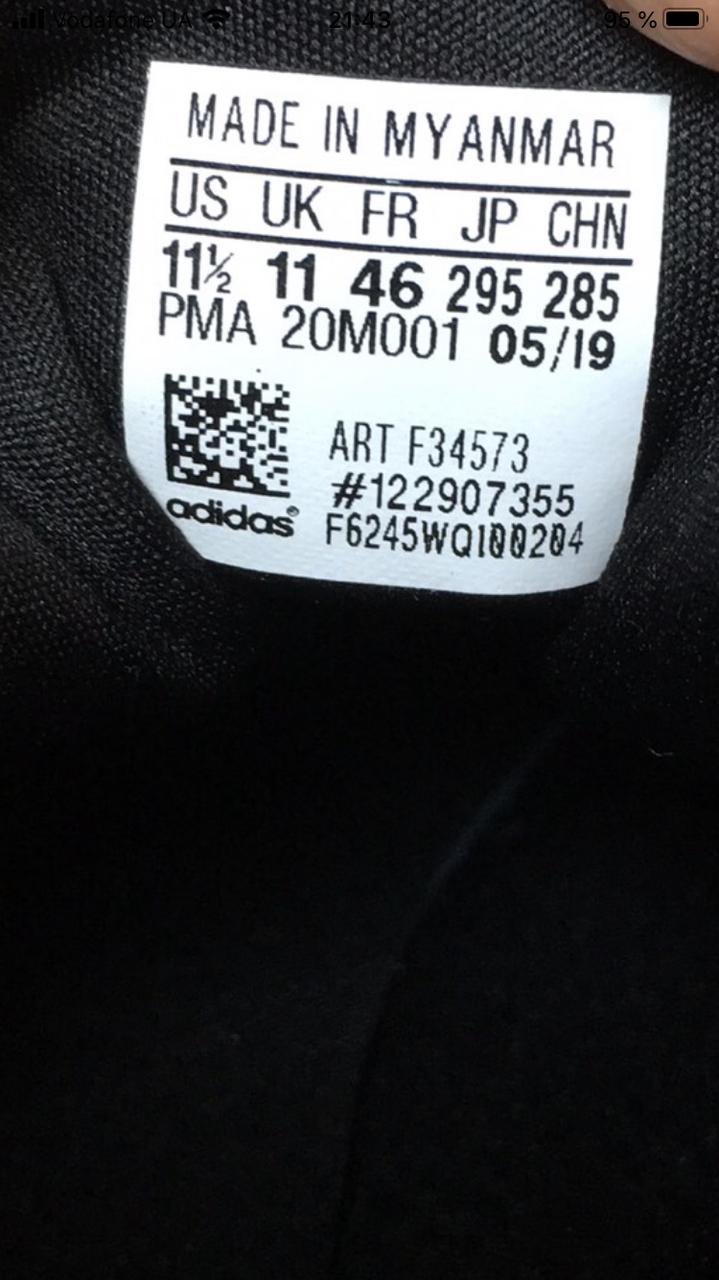 Vodafone UA 21:43 95 %
MADE IN MYANMAR
US UK FR JP CHN
11½ 11 46 295 285
PMA 20M001 05/19
ART F34573
#122907355
F6245WQ100204
adidas®